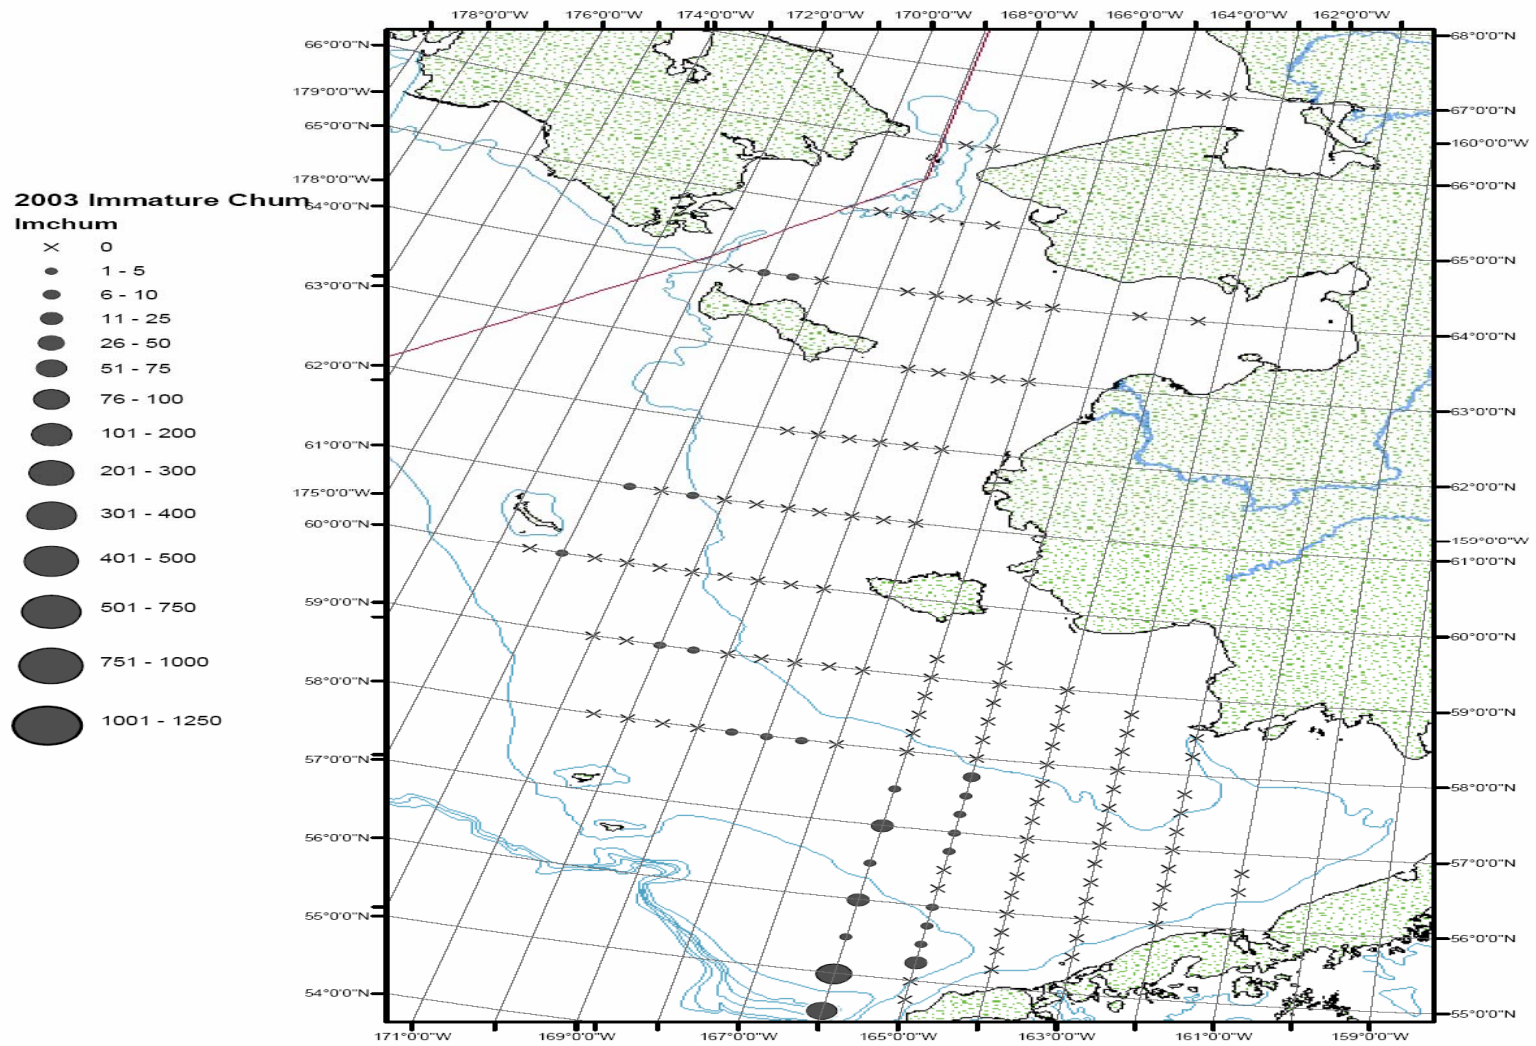 178°0'0"W 176°0'0"W 174°0'0"W 172°0'0"W 170°0'0"W 168°0'0"W 166°0'0"W 164°0'0"W 162°0'0"W
66°0'0"N
179°0'0"W
65°0'0"N
178°0'0"W
64°0'0"N
63°0'0"N
62°0'0"N
61°0'0"N
175°0'0"W
60°0'0"N
59°0'0"N
58°0'0"N
57°0'0"N
56°0'0"N
55°0'0"N
54°0'0"N
2003 Immature Chum
Imchum
0
1 - 5
6 - 10
11 - 25
26 - 50
51 - 75
76 - 100
101 - 200
201 - 300
301 - 400
401 - 500
501 - 750
751 - 1000
1001 - 1250
68°0'0"N
67°0'0"N
160°0'0"W
66°0'0"N
65°0'0"N
64°0'0"N
63°0'0"N
62°0'0"N
159°0'0"W
61°0'0"N
60°0'0"N
59°0'0"N
58°0'0"N
57°0'0"N
56°0'0"N
55°0'0"N
171°0'0"W 169°0'0"W 167°0'0"W 165°0'0"W 163°0'0"W 161°0'0"W 159°0'0"W